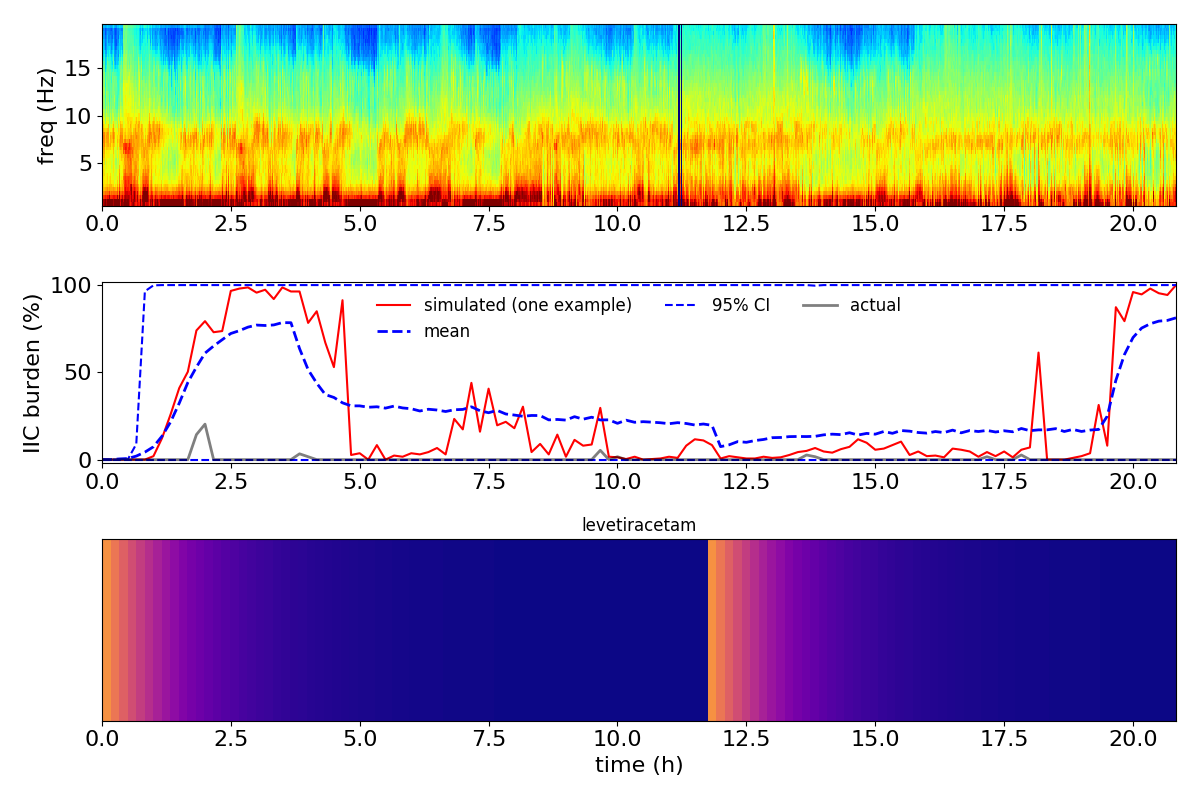 freq (Hz)
15
10
5
0.0 2.5 5.0 7.5 10.0 12.5 15.0 17.5 20.0
IIC burden (%)
100
50
0
simulated (one example) 95% CI actual
mean
0.0 2.5 5.0 7.5 10.0 12.5 15.0 17.5 20.0
levetiracetam
0.0 2.5 5.0 7.5 10.0 12.5 15.0 17.5 20.0
time (h)